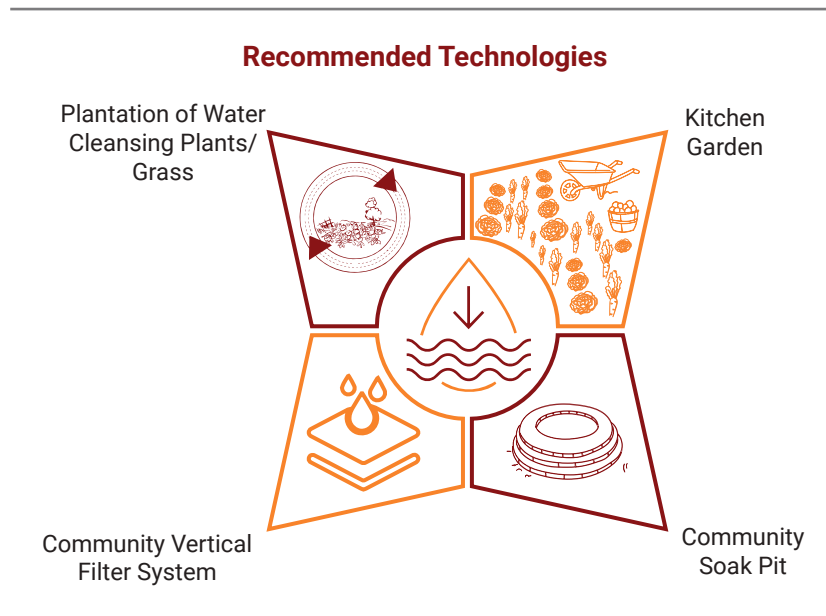 Recommended Technologies
Plantation of Water
Cleansing Plants/
Grass
Kitchen
Garden
Community Vertical
Filter System
Community
Soak Pit